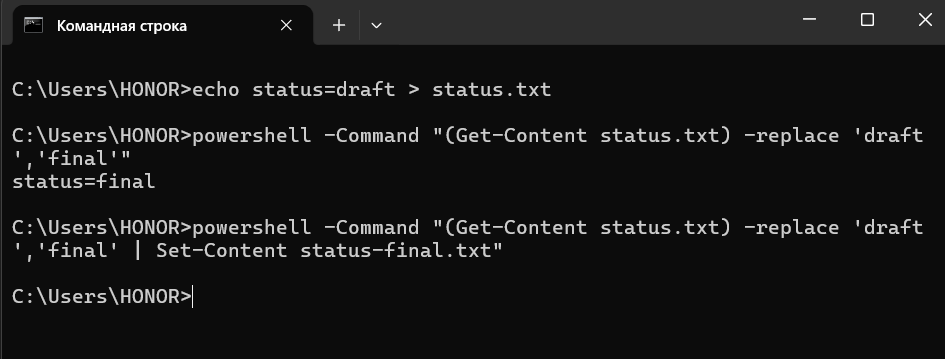 Командная строка
C:\Users\HONOR>echo status=draft > status.txt
C:\Users\HONOR>powershell -Command "(Get-Content status.txt) -replace 'draft
','final'"
status=final
C:\Users\HONOR>powershell -Command "(Get-Content status.txt) -replace 'draft
','final' | Set-Content status-final.txt"
C:\Users\HONOR>